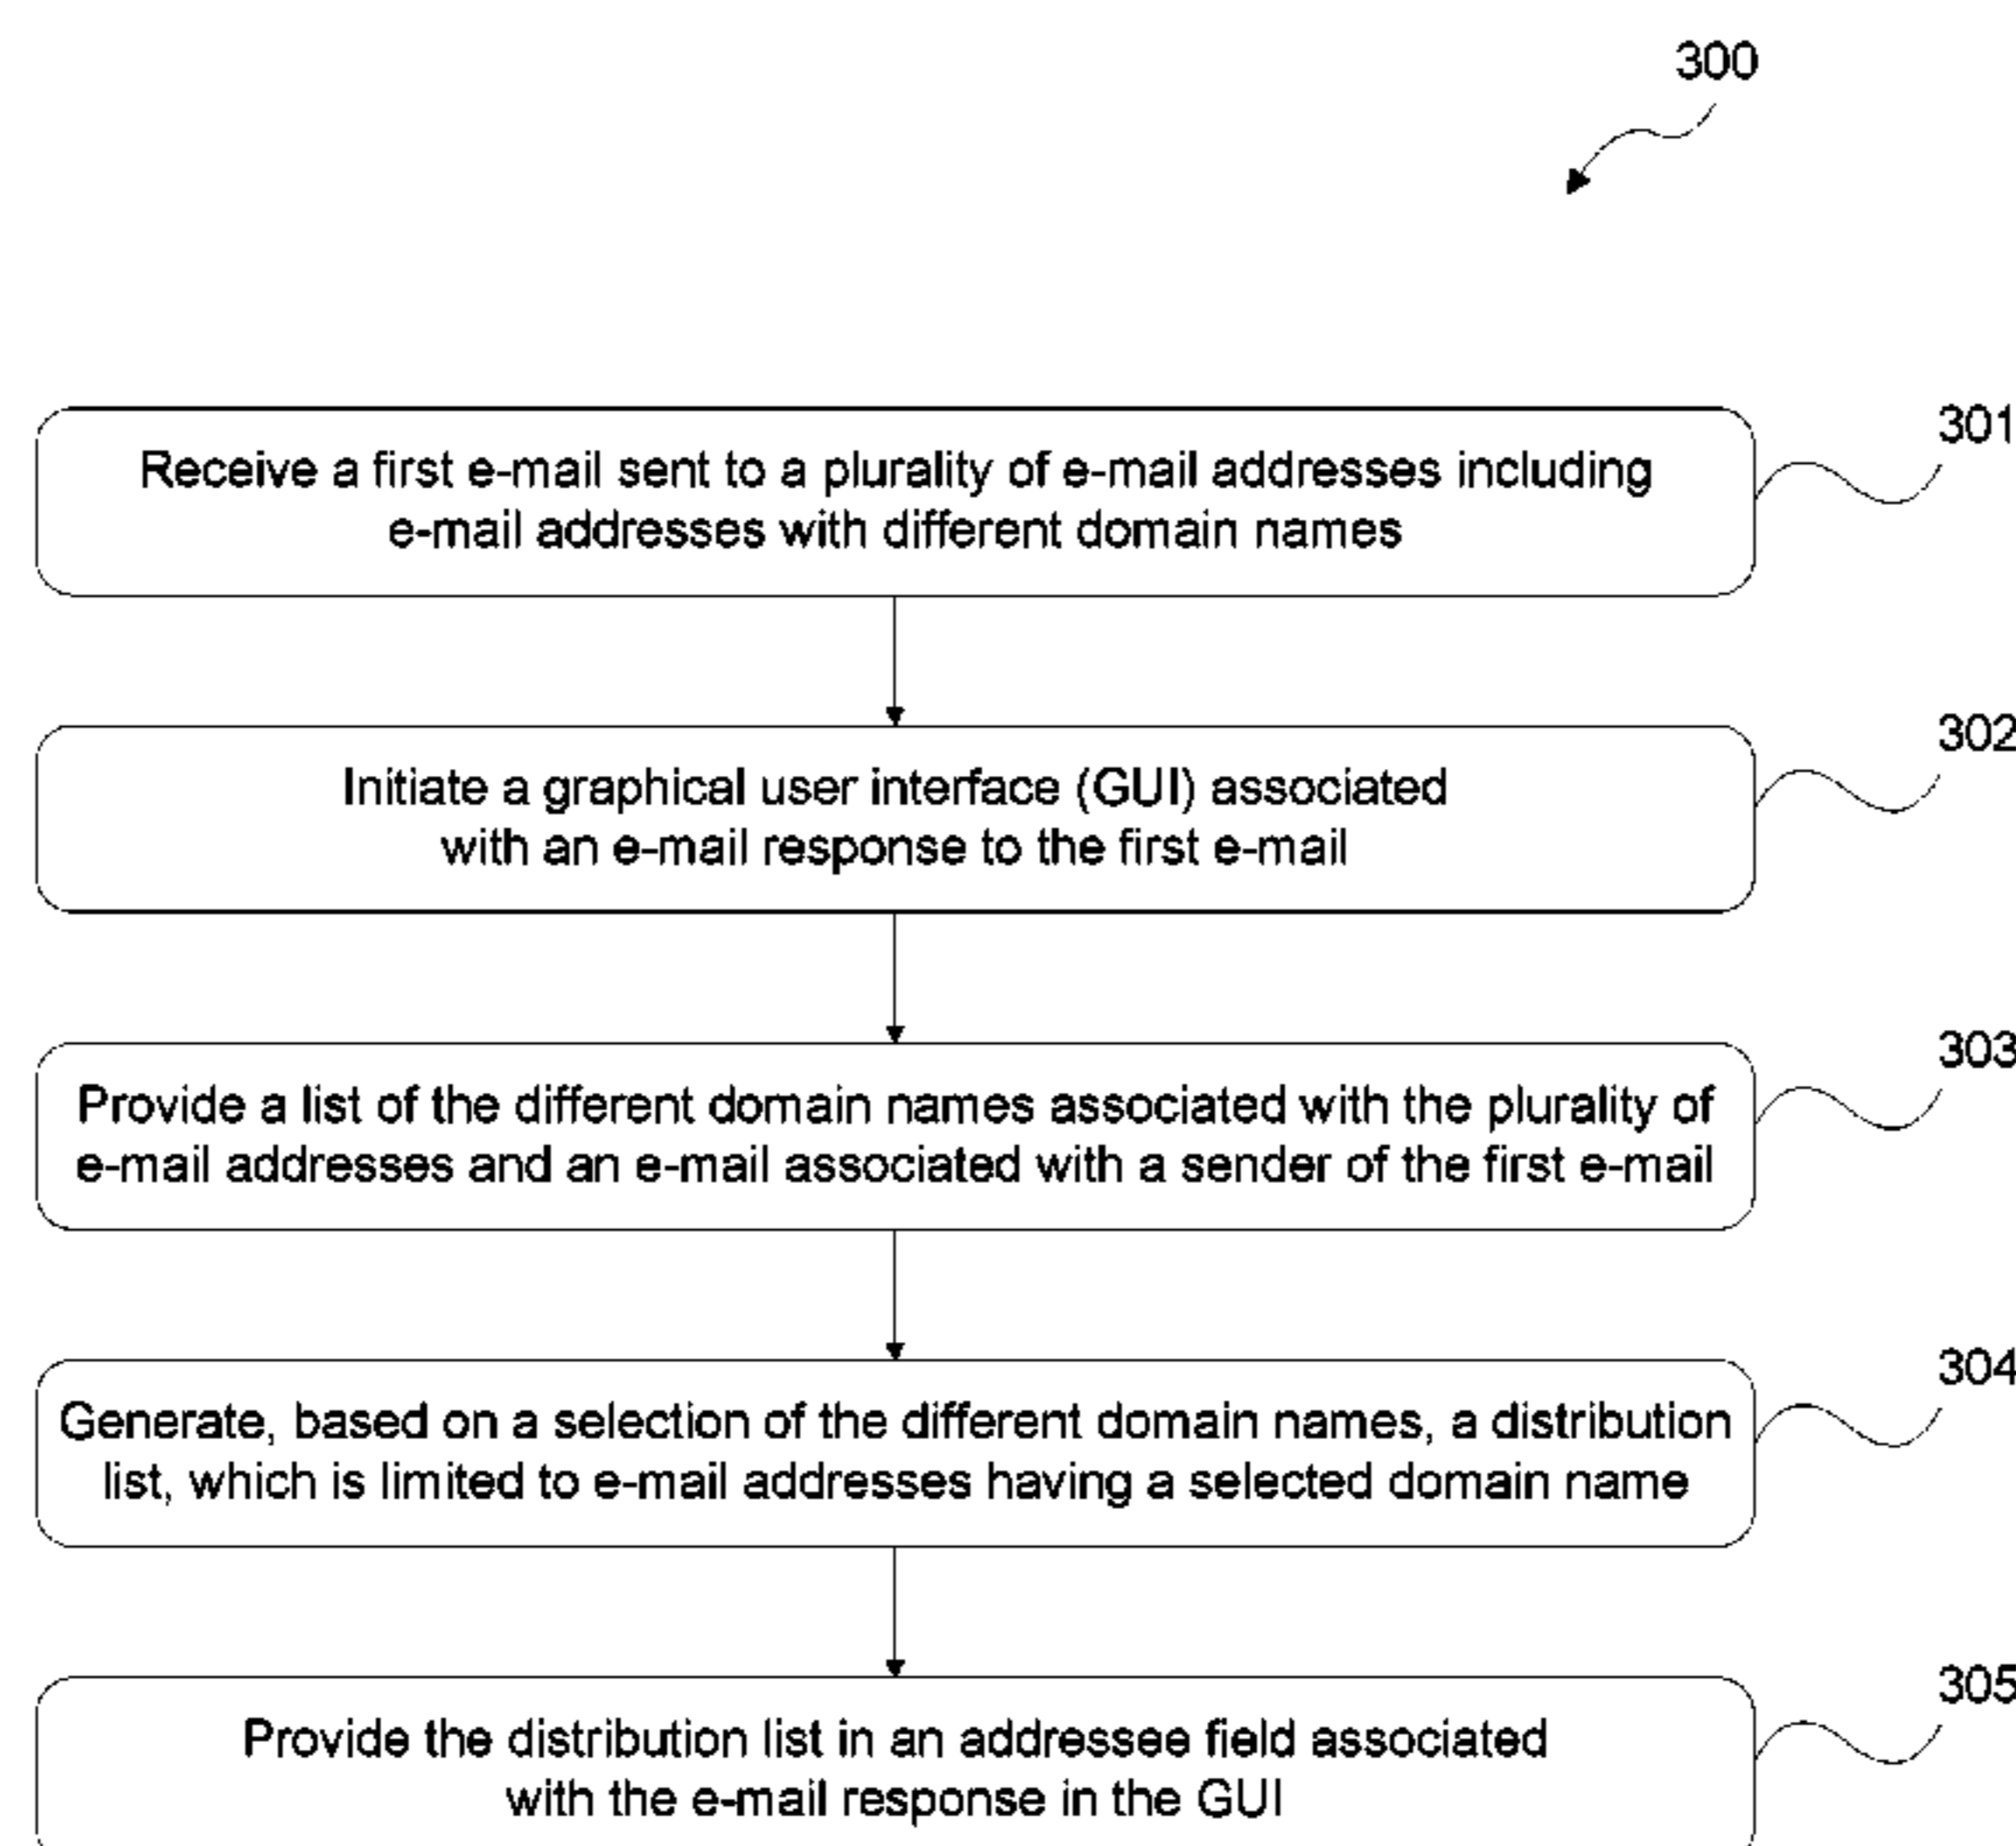 300
301
Receive a first e-mail sent to a plurality of e-mail addresses including
e-mail addresses with different domain names
302
Initiate a graphical user interface (GUI) associated
with an e-mail response to the first e-mail
303
Provide a list of the different domain names associated with the plurality of
e-mail addresses and an e-mail associated with a sender of the first e-mail
304
Generate, based on a selection of the different domain names, a distribution
list, which is limited to e-mail addresses having a selected domain name
305
Provide the distribution list in an addressee field associated
with the e-mail response in the GUI